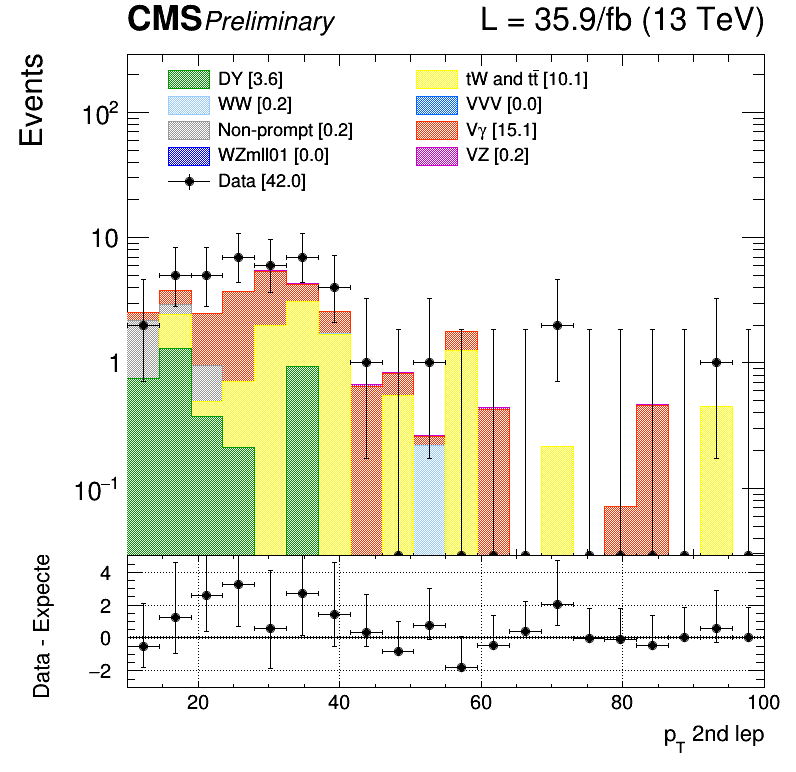 CMS Preliminary L = 35.9/fb (13 TeV)
Events
DY [3.6] tW and tt̄ [10.1]
WW [0.2] VVV [0.0]
Non-prompt [0.2] Vγ [15.1]
WZmll01 [0.0] VZ [0.2]
Data [42.0]
10²
10
1
10⁻¹
Data - Expecte
4
2
0
−2
20 40 60 80 100
p_T 2nd lep